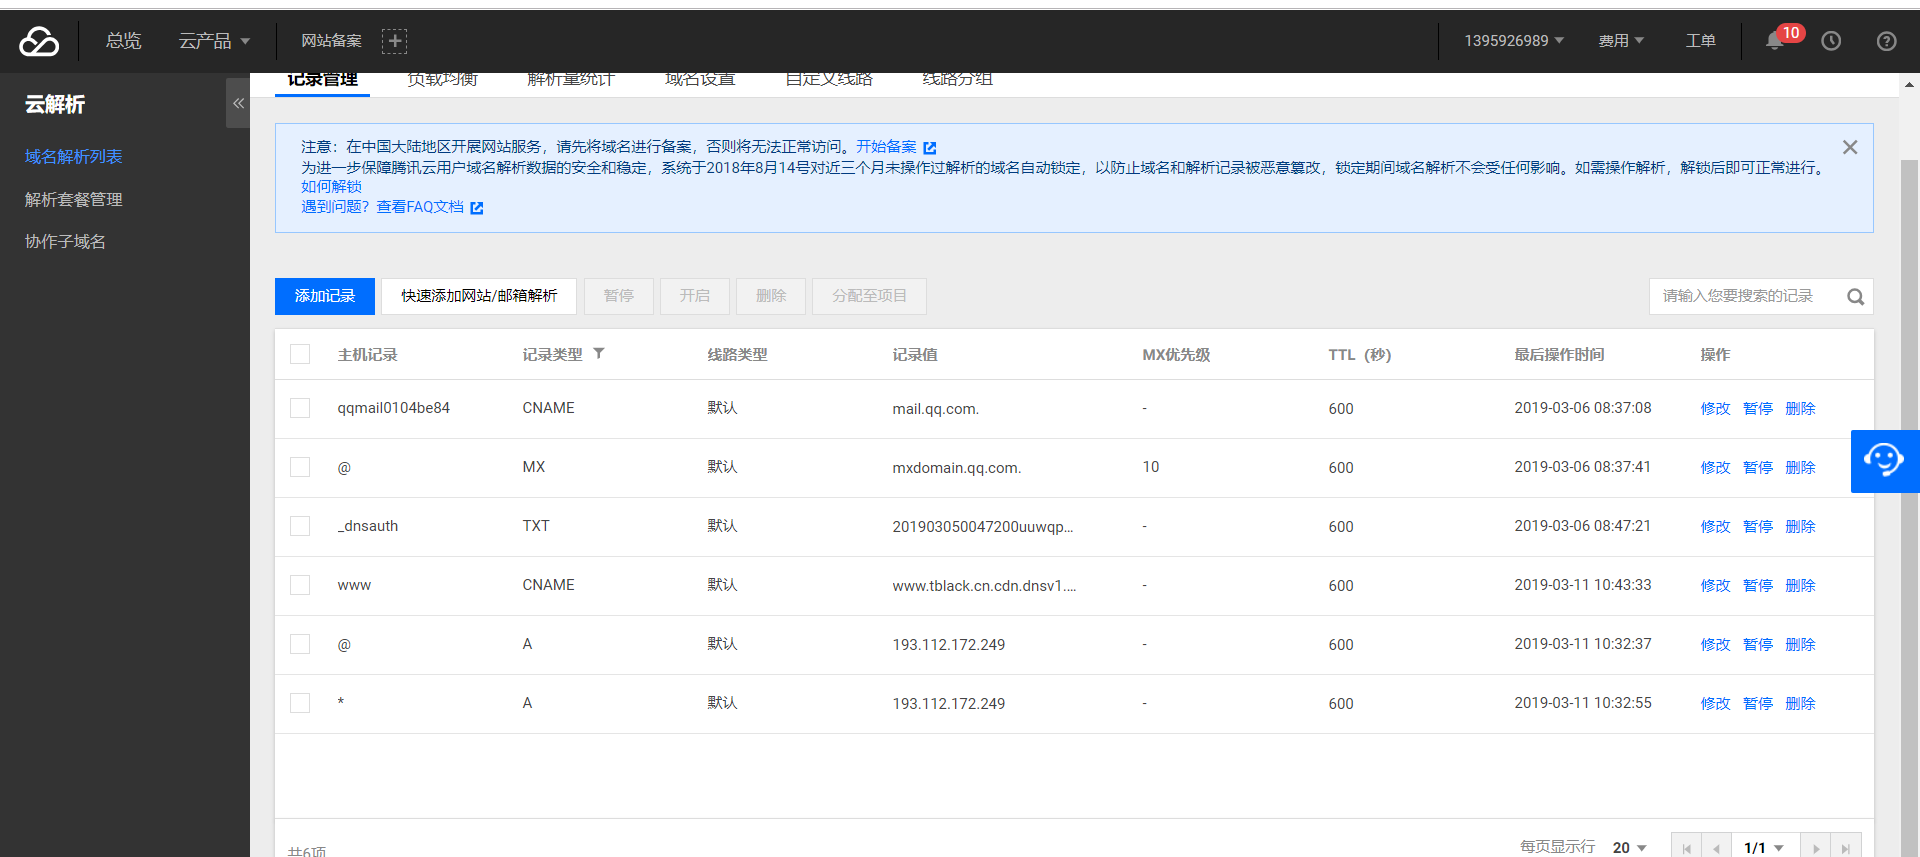 总览 云产品 网站备案 1395926989 费用 工单 10
云解析
域名解析列表
解析套餐管理
协作子域名
记录管理 负载均衡 解析量统计 域名设置 自定义线路 线路分组
注意：在中国大陆地区开展网站服务，请先将域名进行备案，否则将无法正常访问。开始备案
为进一步保障腾讯云用户域名解析数据的安全和稳定，系统于2018年8月14号对近三个月未操作过解析的域名自动锁定，以防止域名和解析记录被恶意篡改，锁定期间域名解析不会受任何影响。如需操作解析，解锁后即可正常进行。
如何解锁
遇到问题？查看FAQ文档
添加记录 快速添加网站/邮箱解析 暂停 开启 删除 分配至项目 请输入您要搜索的记录
主机记录 记录类型 线路类型 记录值 MX优先级 TTL（秒） 最后操作时间 操作
qqmail0104be84 CNAME 默认 mail.qq.com. - 600 2019-03-06 08:37:08 修改 暂停 删除
@ MX 默认 mxdomain.qq.com. 10 600 2019-03-06 08:37:41 修改 暂停 删除
_dnsauth TXT 默认 201903050047200uuwqp... - 600 2019-03-06 08:47:21 修改 暂停 删除
www CNAME 默认 www.tblack.cn.cdn.dnsv1.... - 600 2019-03-11 10:43:33 修改 暂停 删除
@ A 默认 193.112.172.249 - 600 2019-03-11 10:32:37 修改 暂停 删除
* A 默认 193.112.172.249 - 600 2019-03-11 10:32:55 修改 暂停 删除
共6项 每页显示行 20 1/1